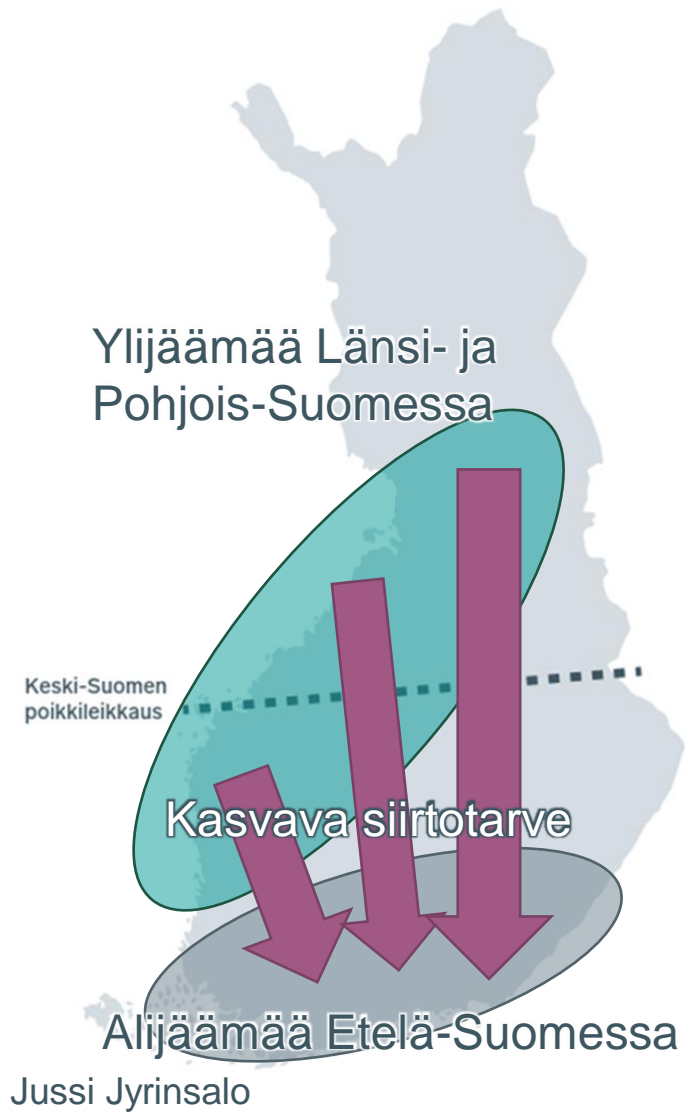 Ylijäämää Länsi- ja
Pohjois-Suomessa
Keski-Suomen
poikkileikkaus
Kasvava siirtotarve
Alijäämää Etelä-Suomessa
Jussi Jyrinsalo